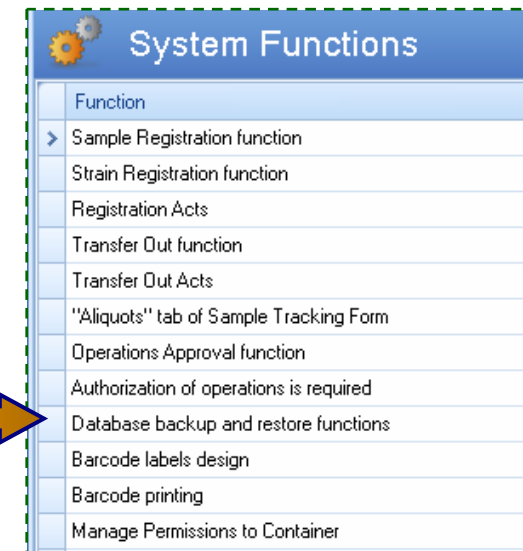 System Functions
Function
Sample Registration function
Strain Registration function
Registration Acts
Transfer Out function
Transfer Out Acts
"Aliquots" tab of Sample Tracking Form
Operations Approval function
Authorization of operations is required
Database backup and restore functions
Barcode labels design
Barcode printing
Manage Permissions to Container